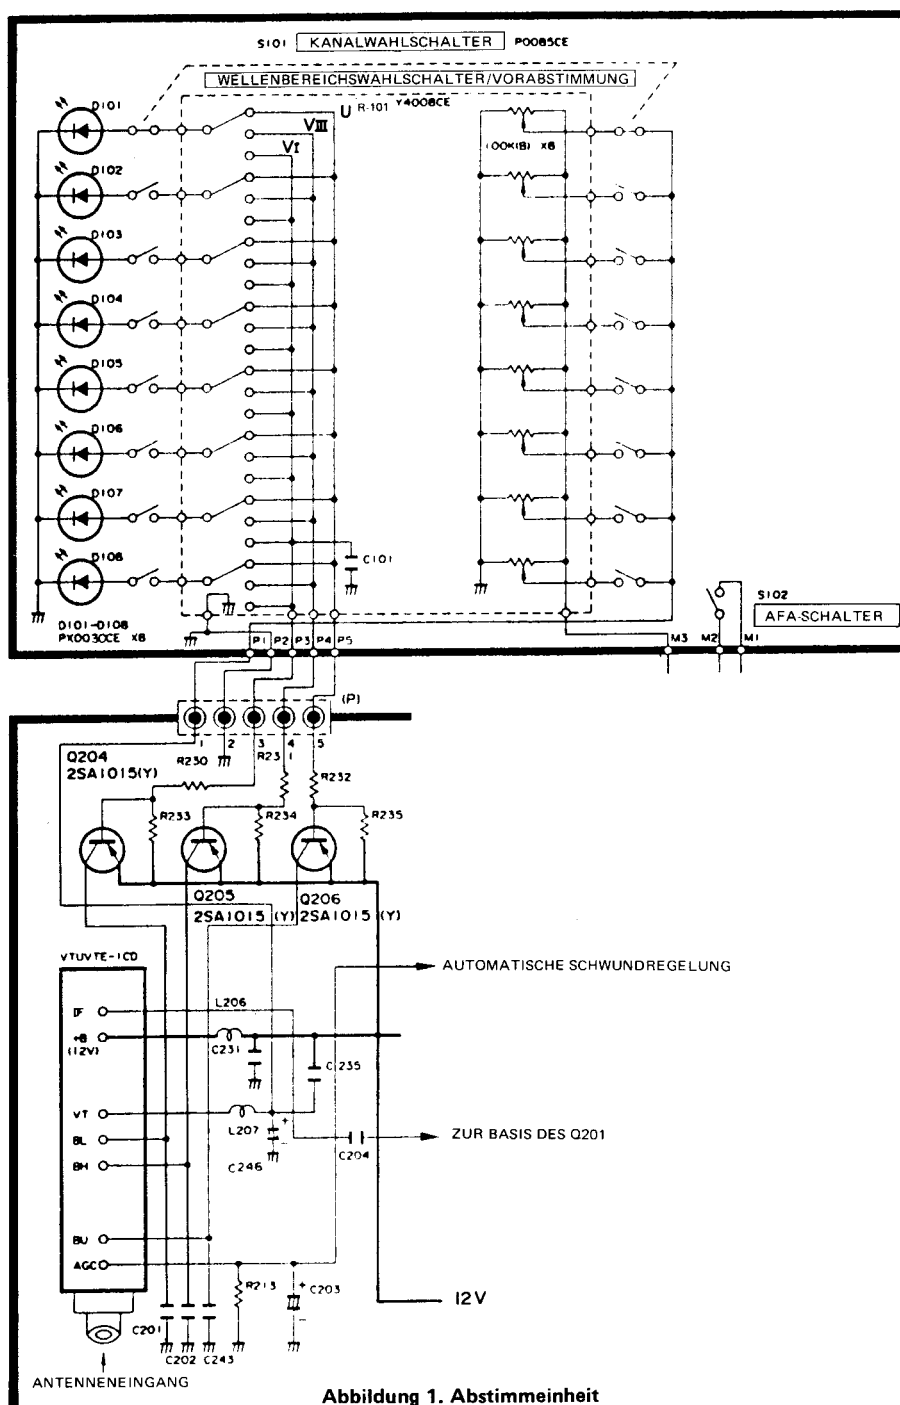 S101 KANALWAHLSCHALTER P0085CE
WELLENBEREICHSWAHLSCHALTER/VORABSTIMMUNG
D101
U R-101 Y4008CE
VIII
VI
100K(B) X8
D102
D103
D104
D105
D106
D107
D108
C101
S102
AFA-SCHALTER
D101-D108
PX003CCE X8
P1 P2 P3 P4 P5
M3 M2 M1
(P)
1 2 3 4 5
Q204
2SA1015(Y)
R230
R231
R232
R233
R234
R235
Q205
2SA1015 (Y)
Q206
2SA1015 (Y)
VTUVTE-1CD
AUTOMATISCHE SCHWUNDREGELUNG
IF
L206
+B
(12V)
C231
C235
VT
L207
BL
ZUR BASIS DES Q201
C204
BH
C246
BU
AGC
R213
+
C203
-
12V
C201
C202
C243
ANTENNENEINGANG
Abbildung 1. Abstimmeinheit